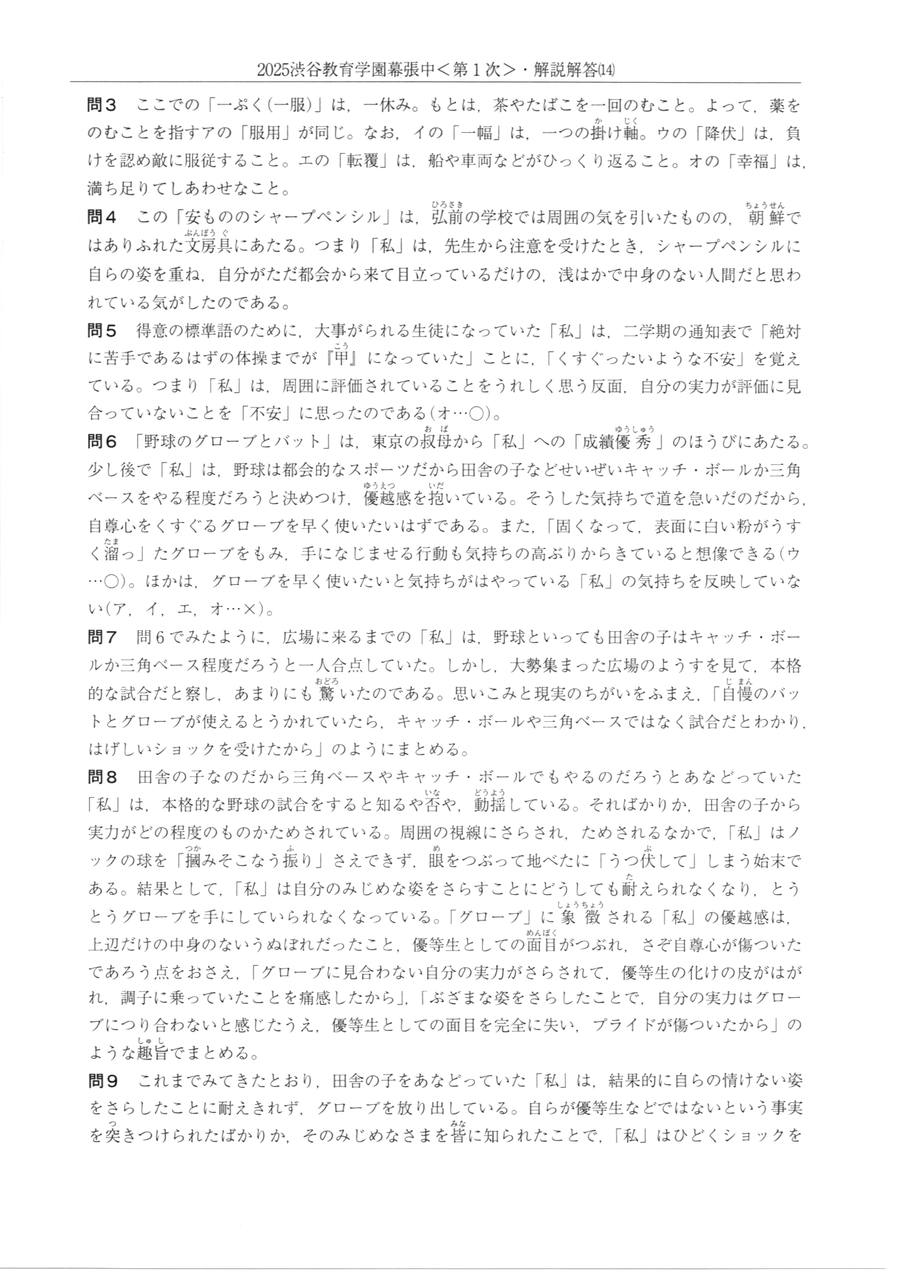 2025渋谷教育学園幕張中＜第１次＞・解説解答⒁
問３　ここでの「一ぷく(一服)」は，一休み。もとは，茶やたばこを一回のむこと。よって，薬を
のむことを指すアの「服用」が同じ。なお，イの「一幅」は，一つの掛け軸。ウの「降伏」は，負
けを認め敵に服従すること。エの「転覆」は，船や車両などがひっくり返ること。オの「幸福」は，
満ち足りてしあわせなこと。
問４　この「安もののシャープペンシル」は，弘前の学校では周囲の気を引いたものの，朝鮮で
はありふれた文房具にあたる。つまり「私」は，先生から注意を受けたとき，シャープペンシルに
自らの姿を重ね，自分がただ都会から来て目立っているだけの，浅はかで中身のない人間だと思わ
れている気がしたのである。
問５　得意の標準語のために，大事がられる生徒になっていた「私」は，二学期の通知表で「絶対
に苦手であるはずの体操までが『甲』になっていた」ことに，「くすぐったいような不安」を覚え
ている。つまり「私」は，周囲に評価されていることをうれしく思う反面，自分の実力が評価に見
合っていないことを「不安」に思ったのである(オ…○)。
問６　「野球のグローブとバット」は，東京の叔母から「私」への「成績優秀」のほうびにあたる。
少し後で「私」は，野球は都会的なスポーツだから田舎の子などせいぜいキャッチ・ボールか三角
ベースをやる程度だろうと決めつけ，優越感を抱いている。そうした気持ちで道を急いだのだから，
自尊心をくすぐるグローブを早く使いたいはずである。また，「固くなって，表面に白い粉がうす
く溜っ」たグローブをもみ，手になじませる行動も気持ちの高ぶりからきていると想像できる(ウ
…○)。ほかは，グローブを早く使いたいと気持ちがはやっている「私」の気持ちを反映していな
い(ア，イ，エ，オ…×)。
問７　問６でみたように，広場に来るまでの「私」は，野球といっても田舎の子はキャッチ・ボー
ルか三角ベース程度だろうと一人合点していた。しかし，大勢集まった広場のようすを見て，本格
的な試合だと察し，あまりにも驚いたのである。思いこみと現実のちがいをふまえ，「自慢のバッ
トとグローブが使えるとうかれていたら，キャッチ・ボールや三角ベースではなく試合だとわかり，
はげしいショックを受けたから」のようにまとめる。
問８　田舎の子なのだから三角ベースやキャッチ・ボールでもやるのだろうとあなどっていた
「私」は，本格的な野球の試合をすると知るや否や，動揺している。そればかりか，田舎の子から
実力がどの程度のものかためされている。周囲の視線にさらされ，ためされるなかで，「私」はノ
ックの球を「摑みそこなう振り」さえできず，眼をつぶって地べたに「うつ伏して」しまう始末で
ある。結果として，「私」は自分のみじめな姿をさらすことにどうしても耐えられなくなり，とう
とうグローブを手にしていられなくなっている。「グローブ」に象徴される「私」の優越感は，
上辺だけの中身のないうぬぼれだったこと，優等生としての面目がつぶれ，さぞ自尊心が傷ついた
であろう点をおさえ，「グローブに見合わない自分の実力がさらされて，優等生の化けの皮がはが
れ，調子に乗っていたことを痛感したから」，「ぶざまな姿をさらしたことで，自分の実力はグロー
ブにつり合わないと感じたうえ，優等生としての面目を完全に失い，プライドが傷ついたから」の
ような趣旨でまとめる。
問９　これまでみてきたとおり，田舎の子をあなどっていた「私」は，結果的に自らの情けない姿
をさらしたことに耐えきれず，グローブを放り出している。自らが優等生などではないという事実
を突きつけられたばかりか，そのみじめなさまを皆に知られたことで，「私」はひどくショックを